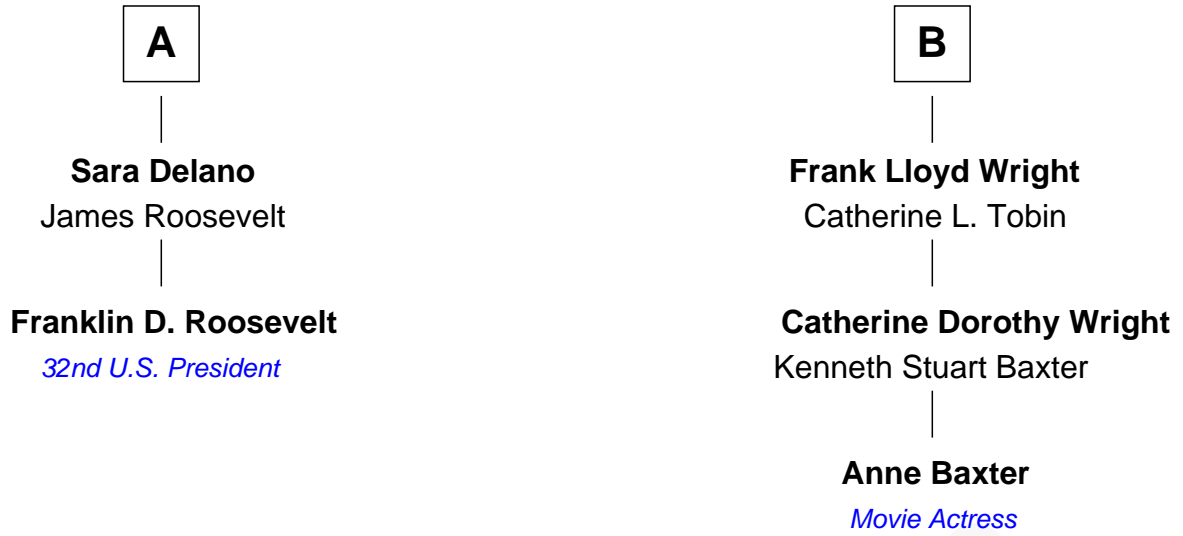 A
Sara Delano
James Roosevelt
Franklin D. Roosevelt
32nd U.S. President
B
Frank Lloyd Wright
Catherine L. Tobin
Catherine Dorothy Wright
Kenneth Stuart Baxter
Anne Baxter
Movie Actress